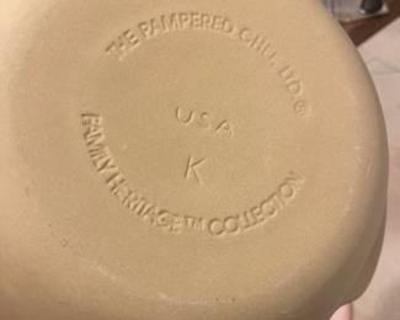 THE PAMPERED CHEF, LTD.®
USA
K
FAMILY HERITAGE™ COLLECTION